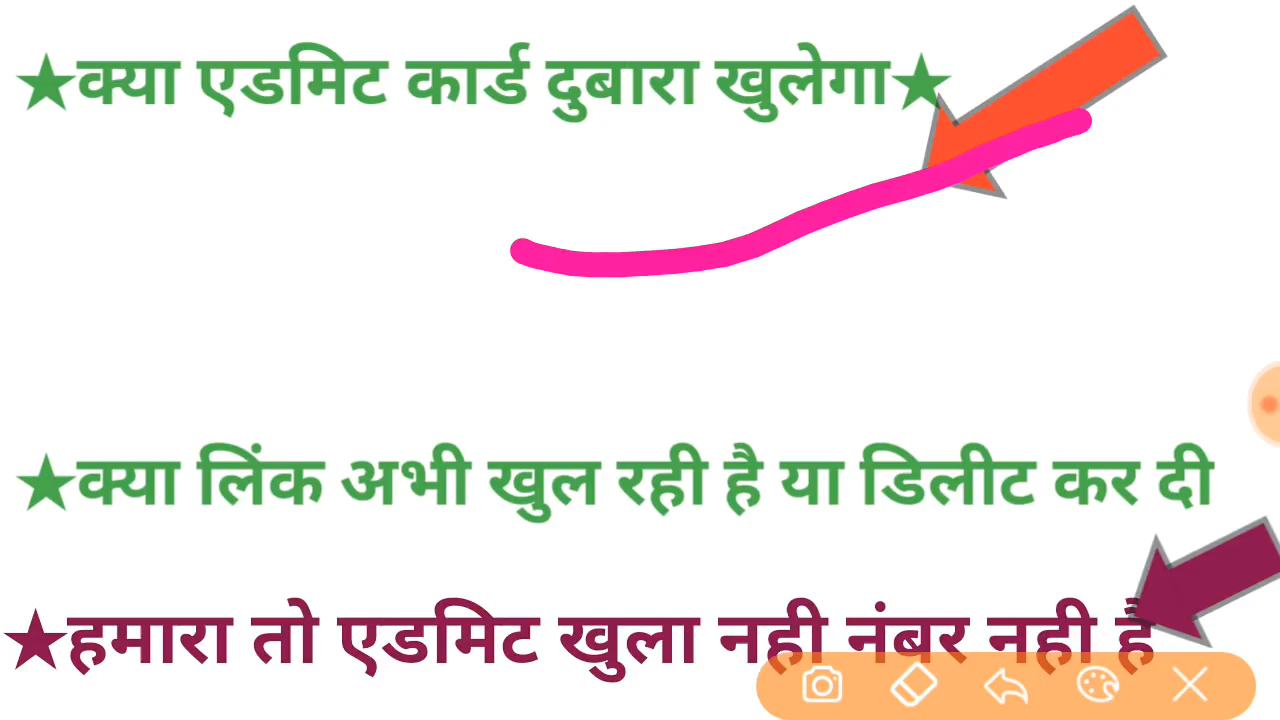 ★क्या एडमिट कार्ड दुबारा खुलेगा★
★क्या लिंक अभी खुल रही है या डिलीट कर दी
★हमारा तो एडमिट खुला नही नंबर नही है